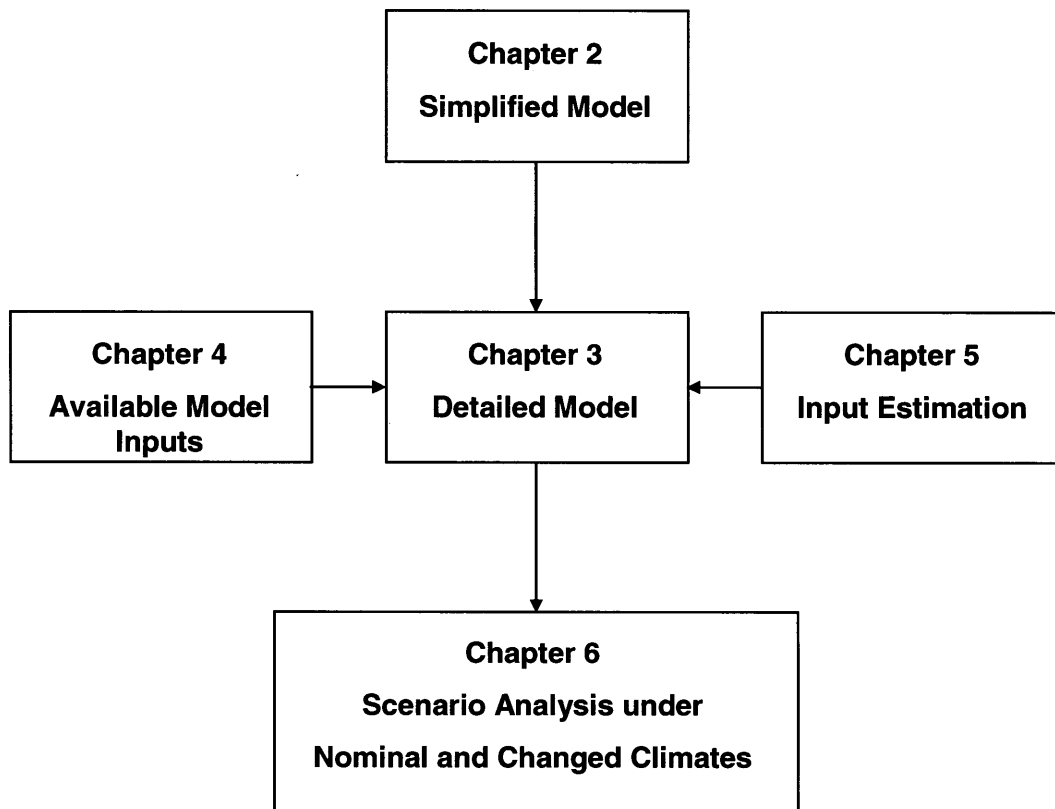 Chapter 2
Simplified Model
Chapter 4
Available Model
Inputs
Chapter 3
Detailed Model
Chapter 5
Input Estimation
Chapter 6
Scenario Analysis under
Nominal and Changed Climates